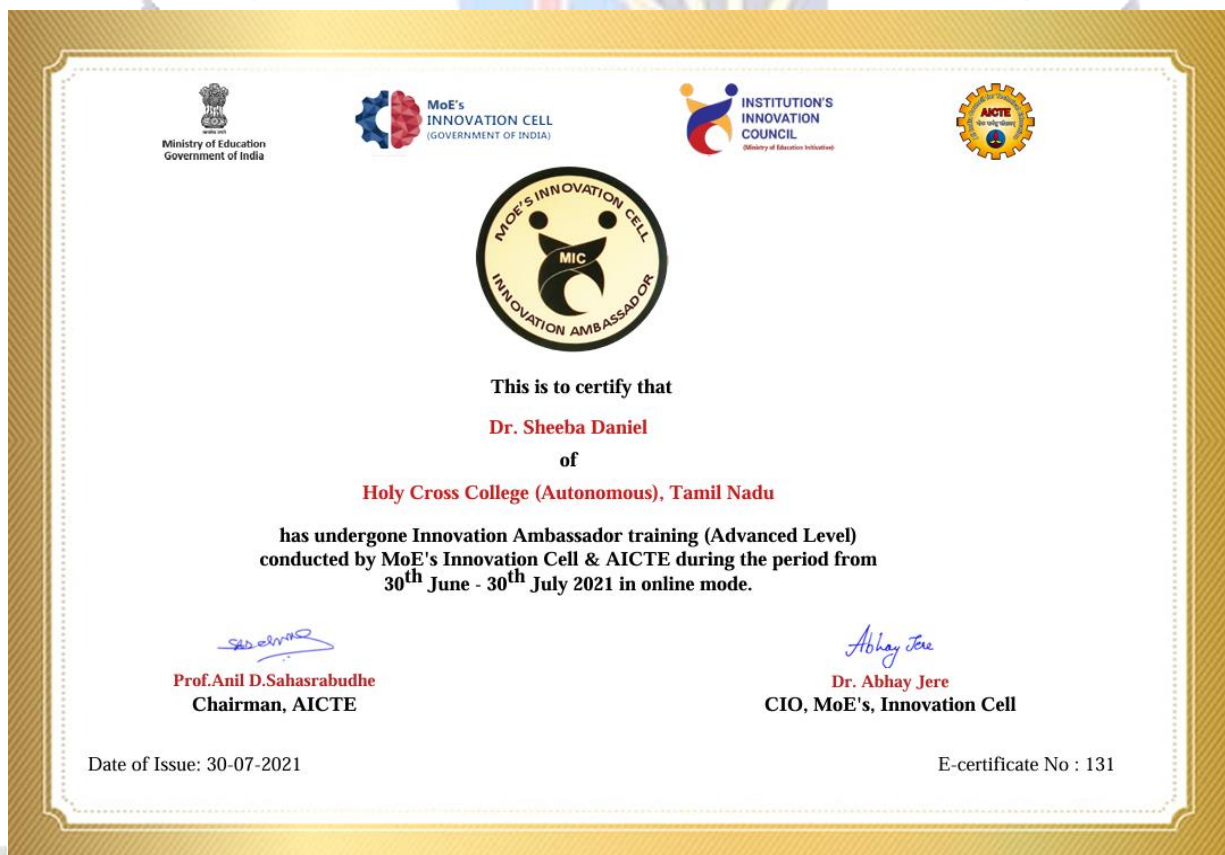 Ministry of Education
Government of India
MoE's
INNOVATION CELL
(GOVERNMENT OF INDIA)
INSTITUTION'S
INNOVATION
COUNCIL
(Ministry of Education Initiative)
AICTE
MOE'S INNOVATION CELL
MIC
INNOVATION AMBASSADOR
This is to certify that
Dr. Sheeba Daniel
of
Holy Cross College (Autonomous), Tamil Nadu
has undergone Innovation Ambassador training (Advanced Level)
conducted by MoE's Innovation Cell & AICTE during the period from
30th June - 30th July 2021 in online mode.
Abhay Jere
Prof.Anil D.Sahasrabudhe
Dr. Abhay Jere
Chairman, AICTE
CIO, MoE's, Innovation Cell
Date of Issue: 30-07-2021
E-certificate No : 131